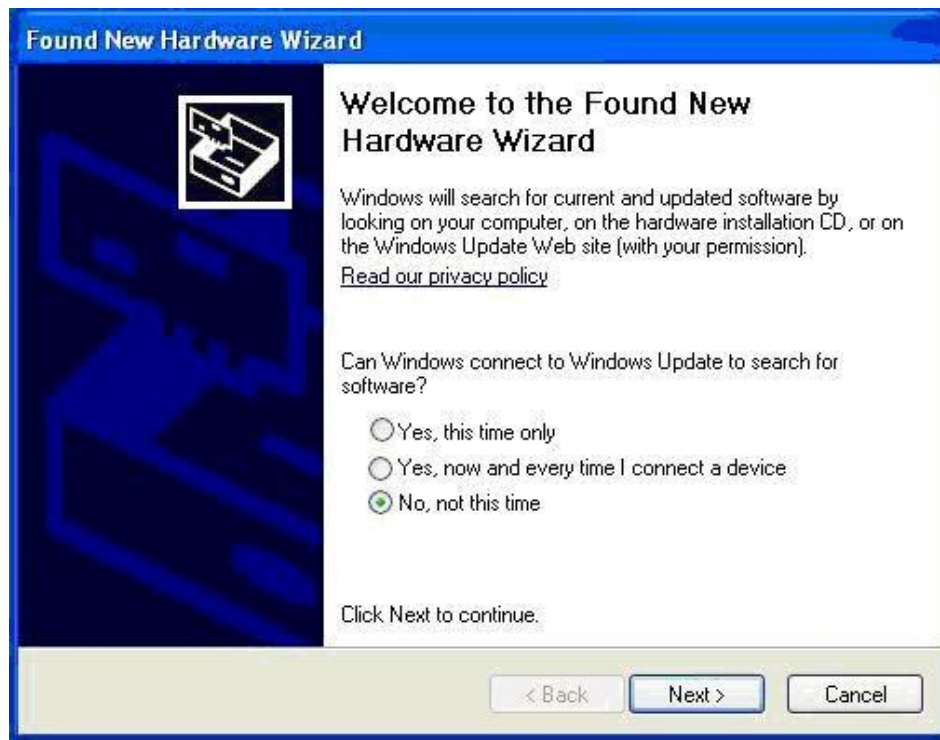 Found New Hardware Wizard
Welcome to the Found New
Hardware Wizard
Windows will search for current and updated software by
looking on your computer, on the hardware installation CD, or on
the Windows Update Web site (with your permission).
Read our privacy policy
Can Windows connect to Windows Update to search for
software?
Yes, this time only
Yes, now and every time I connect a device
No, not this time
Click Next to continue.
< Back Next > Cancel